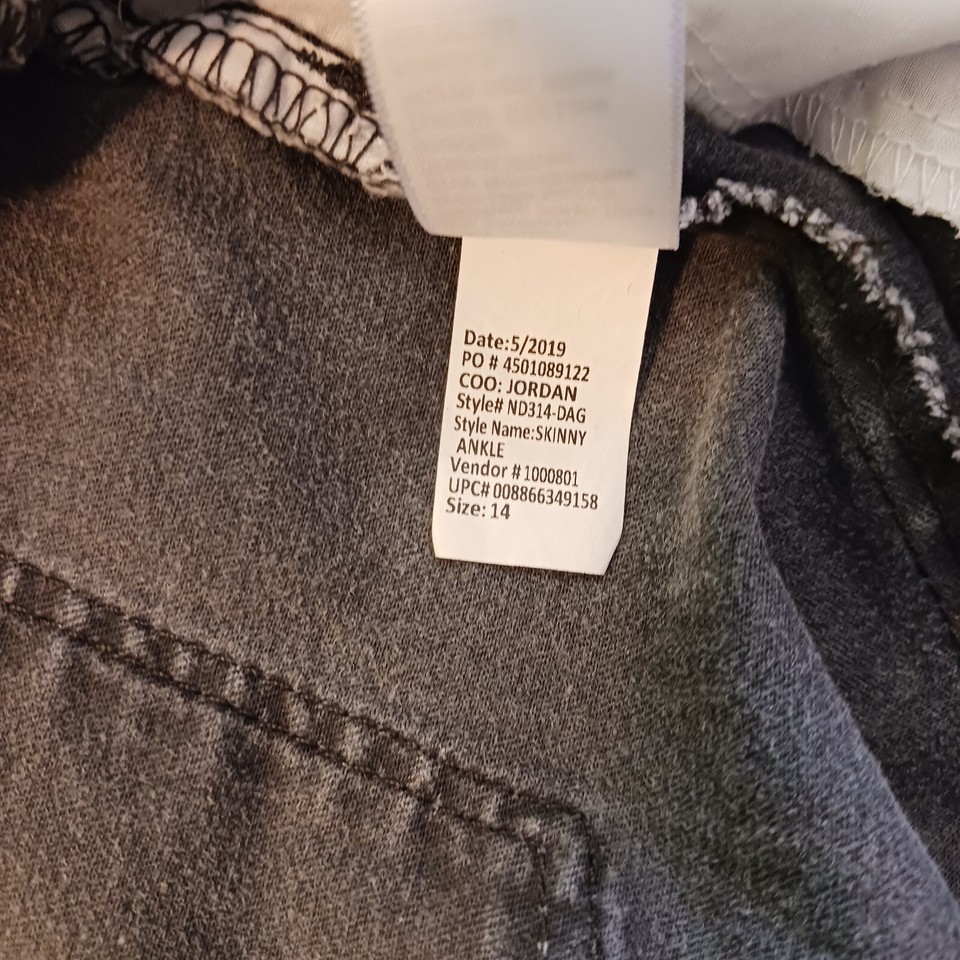 Date:5/2019
PO # 4501089122
COO: JORDAN
Style# ND314-DAG
Style Name:SKINNY
ANKLE
Vendor # 1000801
UPC# 008866349158
Size: 14